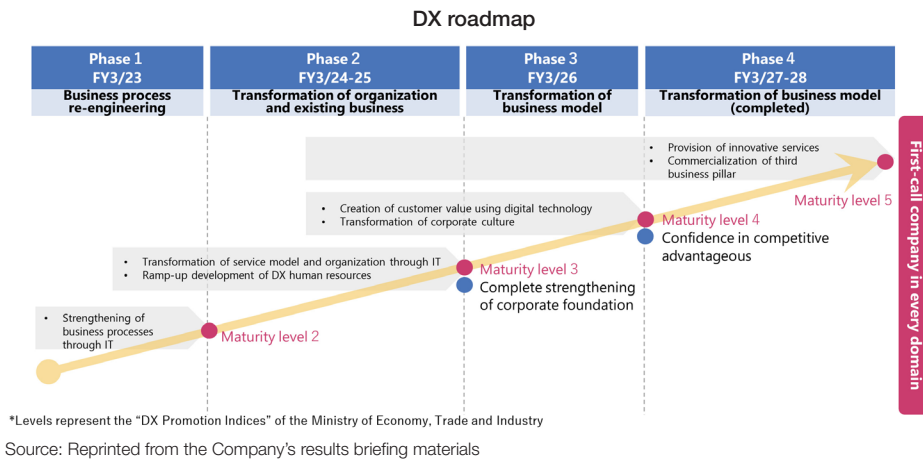 DX roadmap
Phase 1
FY3/23
Business process
re-engineering
Phase 2
FY3/24-25
Transformation of organization
and existing business
Phase 3
FY3/26
Transformation of
business model
Phase 4
FY3/27-28
Transformation of business model
(completed)
• Provision of innovative services
• Commercialization of third
business pillar
Maturity level 5
• Creation of customer value using digital technology
• Transformation of corporate culture
Maturity level 4
Confidence in competitive
advantageous
• Transformation of service model and organization through IT
• Ramp-up development of DX human resources
Maturity level 3
Complete strengthening
of corporate foundation
• Strengthening of
business processes
through IT
Maturity level 2
First-call company in every domain
*Levels represent the “DX Promotion Indices” of the Ministry of Economy, Trade and Industry
Source: Reprinted from the Company’s results briefing materials